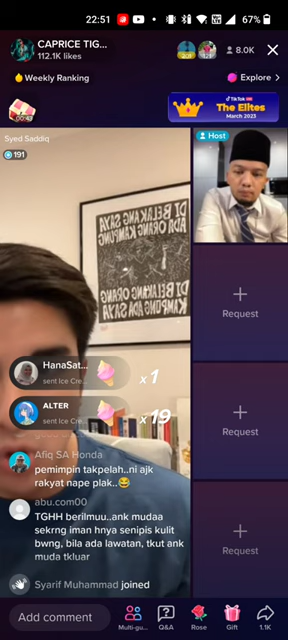 22:51
67%
CAPRICE TIG...
112.1K likes
8.0K
Weekly Ranking
Explore >
00:43
TikTok LIVE
The Elites
March 2023
Syed Saddiq
191
Host
DI BELAKANG SAYA
ADA ORANG KAMPUNG
DI BELAKANG ORANG
KAMPUNG ADA SAYA
Request
Request
Request
HanaSat...
sent Ice Cre...
x1
ALTER
sent Ice Cre...
x19
Afiq SA Honda
pemimpin takpelah..ni ajk
rakyat nape plak..😂
abu.com00
TGHH berilmuu..ank mudaa
sekrng iman hnya senipis kulit
bwng, bila ada lawatan, tkut ank
muda tkluar
Syarif Muhammad joined
Add comment
Multi-gu...
Q&A
Rose
Gift
1.1K